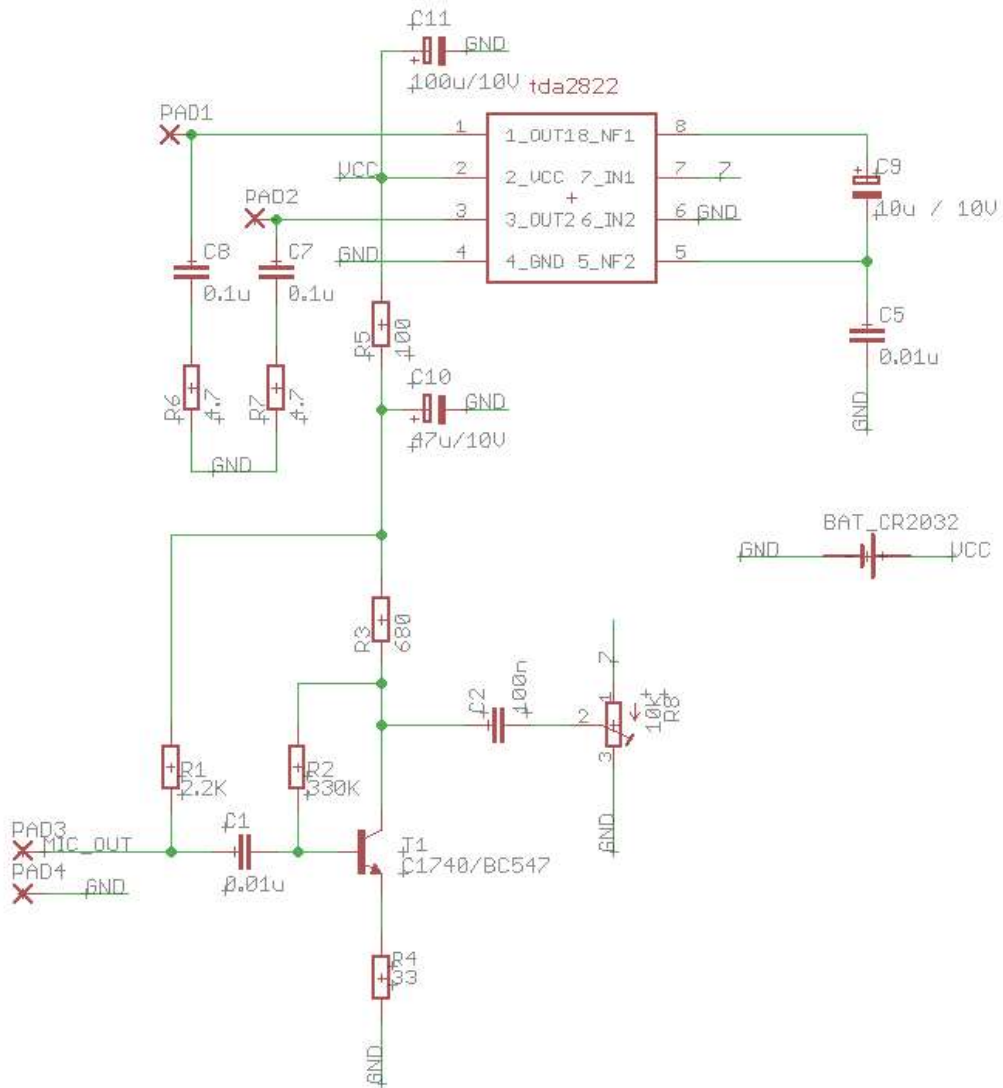 C11
GND
100u/10V
tda2822
PAD1
1
1_OUT1
8_NF1
8
VCC
2
2_VCC
7_IN1
7
7
C9
10u / 10V
PAD2
3
3_OUT2
6_IN2
6
GND
GND
4
4_GND
5_NF2
5
C8
0.1u
C7
0.1u
R5
100
C5
0.01u
GND
R6
4.7
R7
4.7
GND
C10
GND
47u/10V
BAT_CR2032
GND
VCC
R3
680
C2
100n
7
1
2
3
10K
R8
GND
R1
2.2K
R2
330K
PAD3
MIC_OUT
C1
0.01u
J1
C1740/BC547
PAD4
GND
R4
33
GND